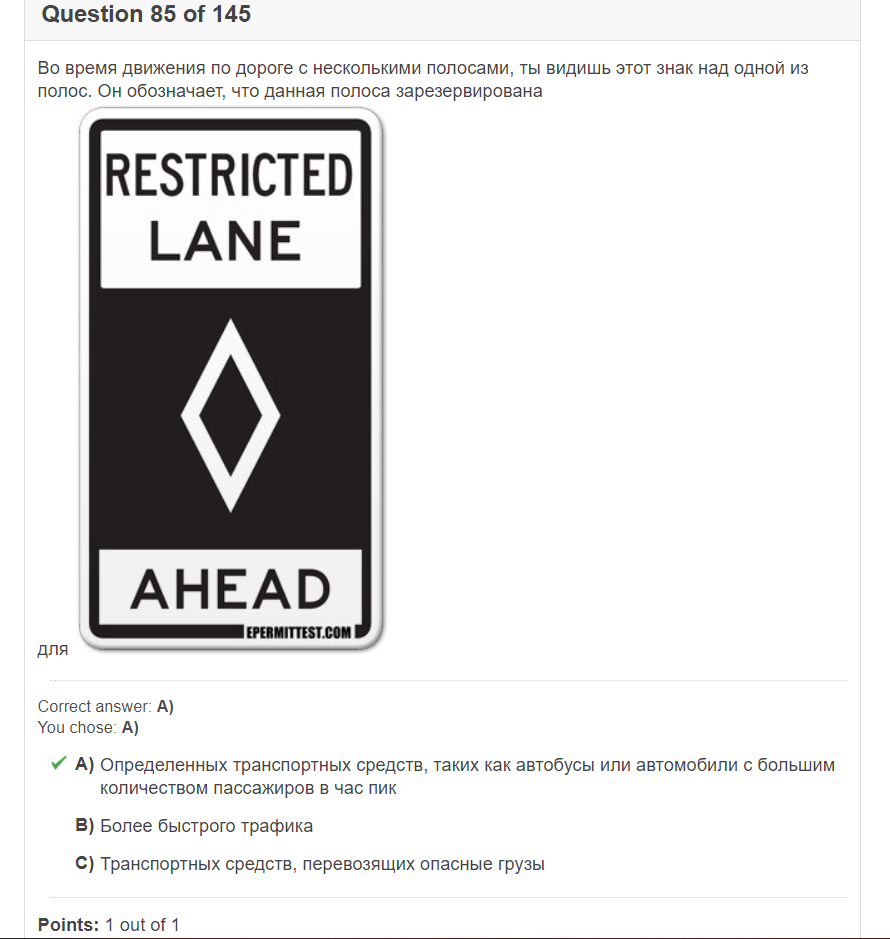 Question 85 of 145
Во время движения по дороге с несколькими полосами, ты видишь этот знак над одной из
полос. Он обозначает, что данная полоса зарезервирована
RESTRICTED
LANE
AHEAD
EPERMITTEST.COM
для
Correct answer: A)
You chose: A)
A) Определенных транспортных средств, таких как автобусы или автомобили с большим
количеством пассажиров в час пик
B) Более быстрого трафика
C) Транспортных средств, перевозящих опасные грузы
Points: 1 out of 1